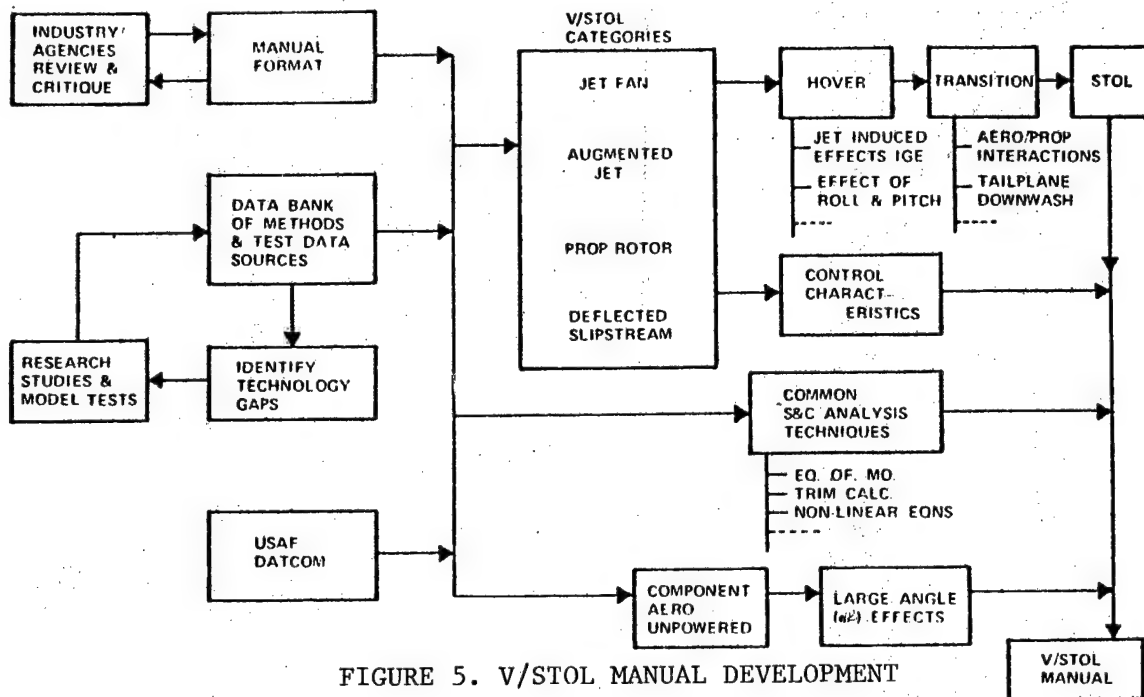 INDUSTRY/
AGENCIES
REVIEW &
CRITIQUE
MANUAL
FORMAT
V/STOL
CATEGORIES
JET FAN
AUGMENTED
JET
PROP ROTOR
DEFLECTED
SLIPSTREAM
HOVER
TRANSITION
STOL
JET INDUCED
EFFECTS IGE
EFFECT OF
ROLL & PITCH
AERO/PROP
INTERACTIONS
TAILPLANE
DOWNWASH
DATA BANK
OF METHODS
& TEST DATA
SOURCES
CONTROL
CHARACT-
ERISTICS
RESEARCH
STUDIES &
MODEL TESTS
IDENTIFY
TECHNOLOGY
GAPS
COMMON
S&C ANALYSIS
TECHNIQUES
EQ. OF. MO.
TRIM CALC.
NON-LINEAR EQNS
USAF
DATCOM
COMPONENT
AERO
UNPOWERED
LARGE ANGLE
EFFECTS
V/STOL
MANUAL
FIGURE 5. V/STOL MANUAL DEVELOPMENT